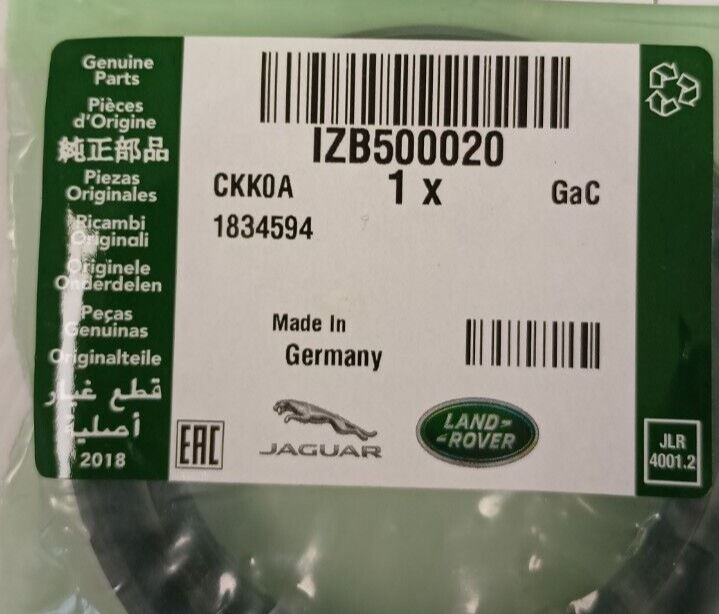 Genuine
Parts
Pièces
d'Origine
純正部品
Piezas
Originales
Ricambi
Originali
Originele
Onderdelen
Peças
Genuinas
Originalteile
قطع غيار
أصلية
2018
IZB500020
CKK0A
1 x
GaC
1834594
Made In
Germany
EAC
JAGUAR
LAND-
-ROVER
JLR
4001.2